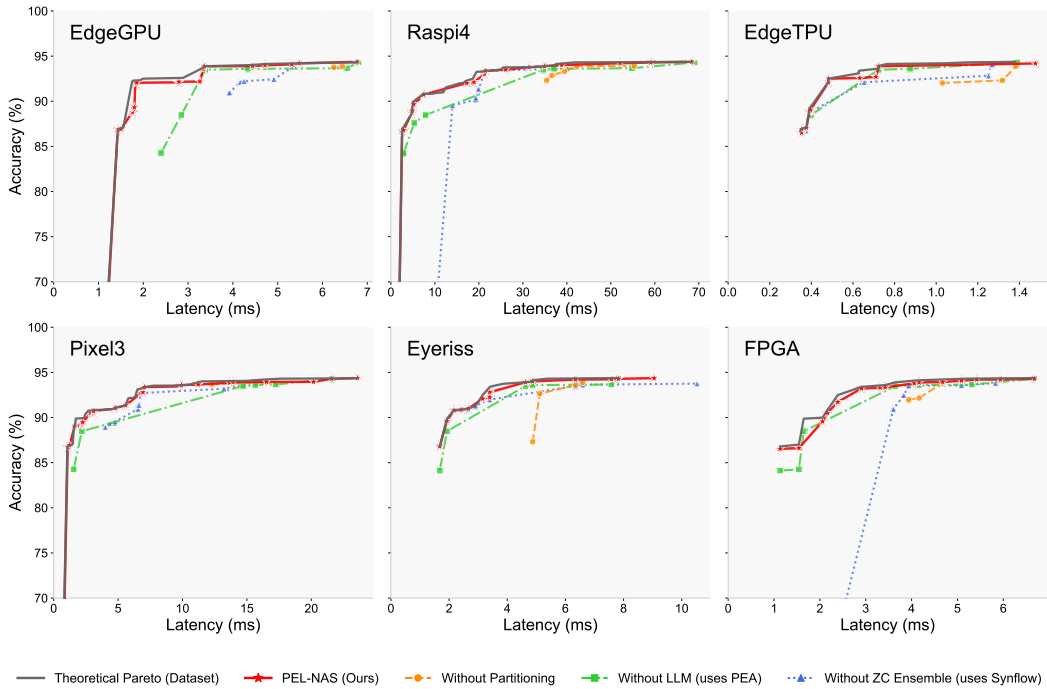 EdgeGPU
Raspi4
EdgeTPU
Accuracy (%)
100
95
90
85
80
75
70
0 1 2 3 4 5 6 7
0 10 20 30 40 50 60 70
0.0 0.2 0.4 0.6 0.8 1.0 1.2 1.4
Latency (ms)
Latency (ms)
Latency (ms)
Pixel3
Eyeriss
FPGA
Accuracy (%)
100
95
90
85
80
75
70
0 5 10 15 20
0 2 4 6 8 10
0 1 2 3 4 5 6
Latency (ms)
Latency (ms)
Latency (ms)
Theoretical Pareto (Dataset)
PEL-NAS (Ours)
Without Partitioning
Without LLM (uses PEA)
Without ZC Ensemble (uses Synflow)